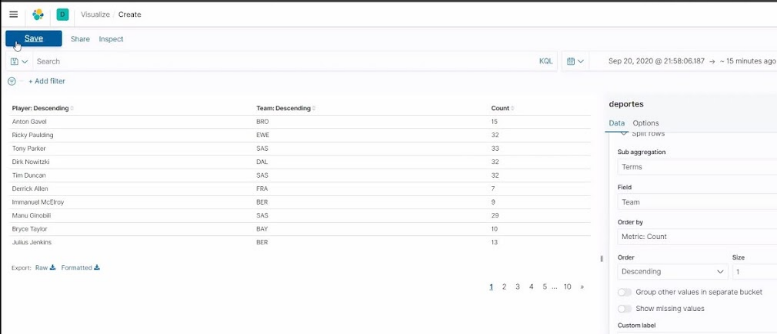 D Visualize Create
Save Share Inspect
Search KQL Sep 20, 2020 @ 21:58:06.187 → ~ 15 minutes ago
+ Add filter
deportes
Data Options
Split rows
Sub aggregation
Terms
Field
Team
Order by
Metric: Count
Order Size
Descending 1
Group other values in separate bucket
Show missing values
Custom label
Player: Descending Team: Descending Count
Anton Gavel BRO 15
Ricky Paulding EWE 32
Tony Parker SAS 33
Dirk Nowitzki DAL 32
Tim Duncan SAS 32
Derrick Allen FRA 7
Immanuel McElroy BER 9
Manu Ginobili SAS 29
Bryce Taylor BAY 10
Julius Jenkins BER 13
Export: Raw Formatted
1 2 3 4 5 ... 10 »